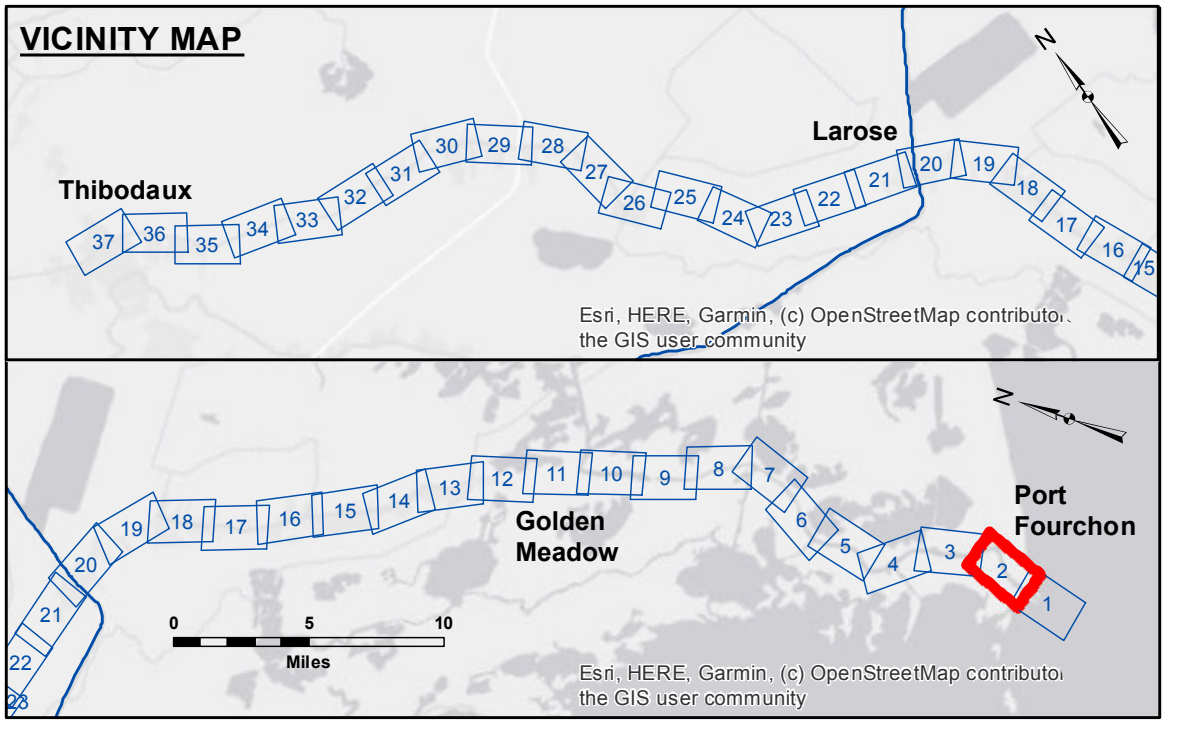 VICINITY MAP
N
Larose
Thibodaux
37 36 35 34 33 32 31 30 29 28 27 26 25 24 23 22 21 20 19 18 17 16 15
Esri, HERE, Garmin, (c) OpenStreetMap
the GIS user community
N
Port
Fourchon
Golden
Meadow
23 22 21 20 19 18 17 16 15 14 13 12 11 10 9 8 7 6 5 4 3 2 1
0 5 10
Miles
Esri, HERE, Garmin, (c) OpenStreetMap
the GIS user community